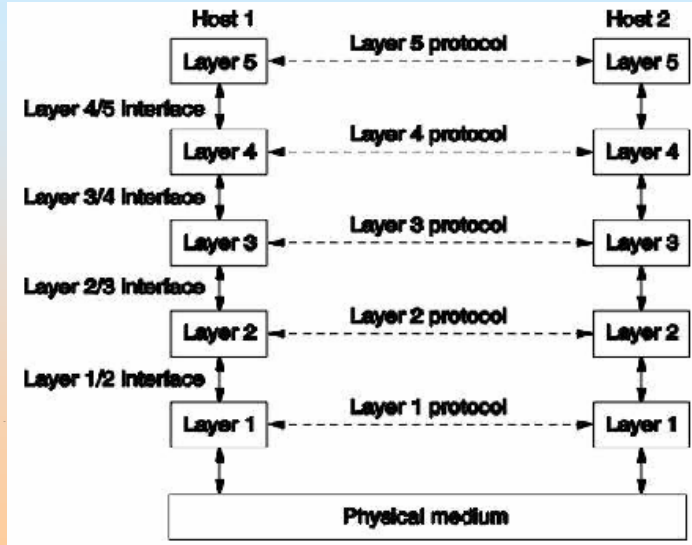 Host 1 Host 2
Layer 5 Layer 5 protocol Layer 5
Layer 4/5 interface
Layer 4 Layer 4 protocol Layer 4
Layer 3/4 interface
Layer 3 Layer 3 protocol Layer 3
Layer 2/3 interface
Layer 2 Layer 2 protocol Layer 2
Layer 1/2 interface
Layer 1 Layer 1 protocol Layer 1
Physical medium